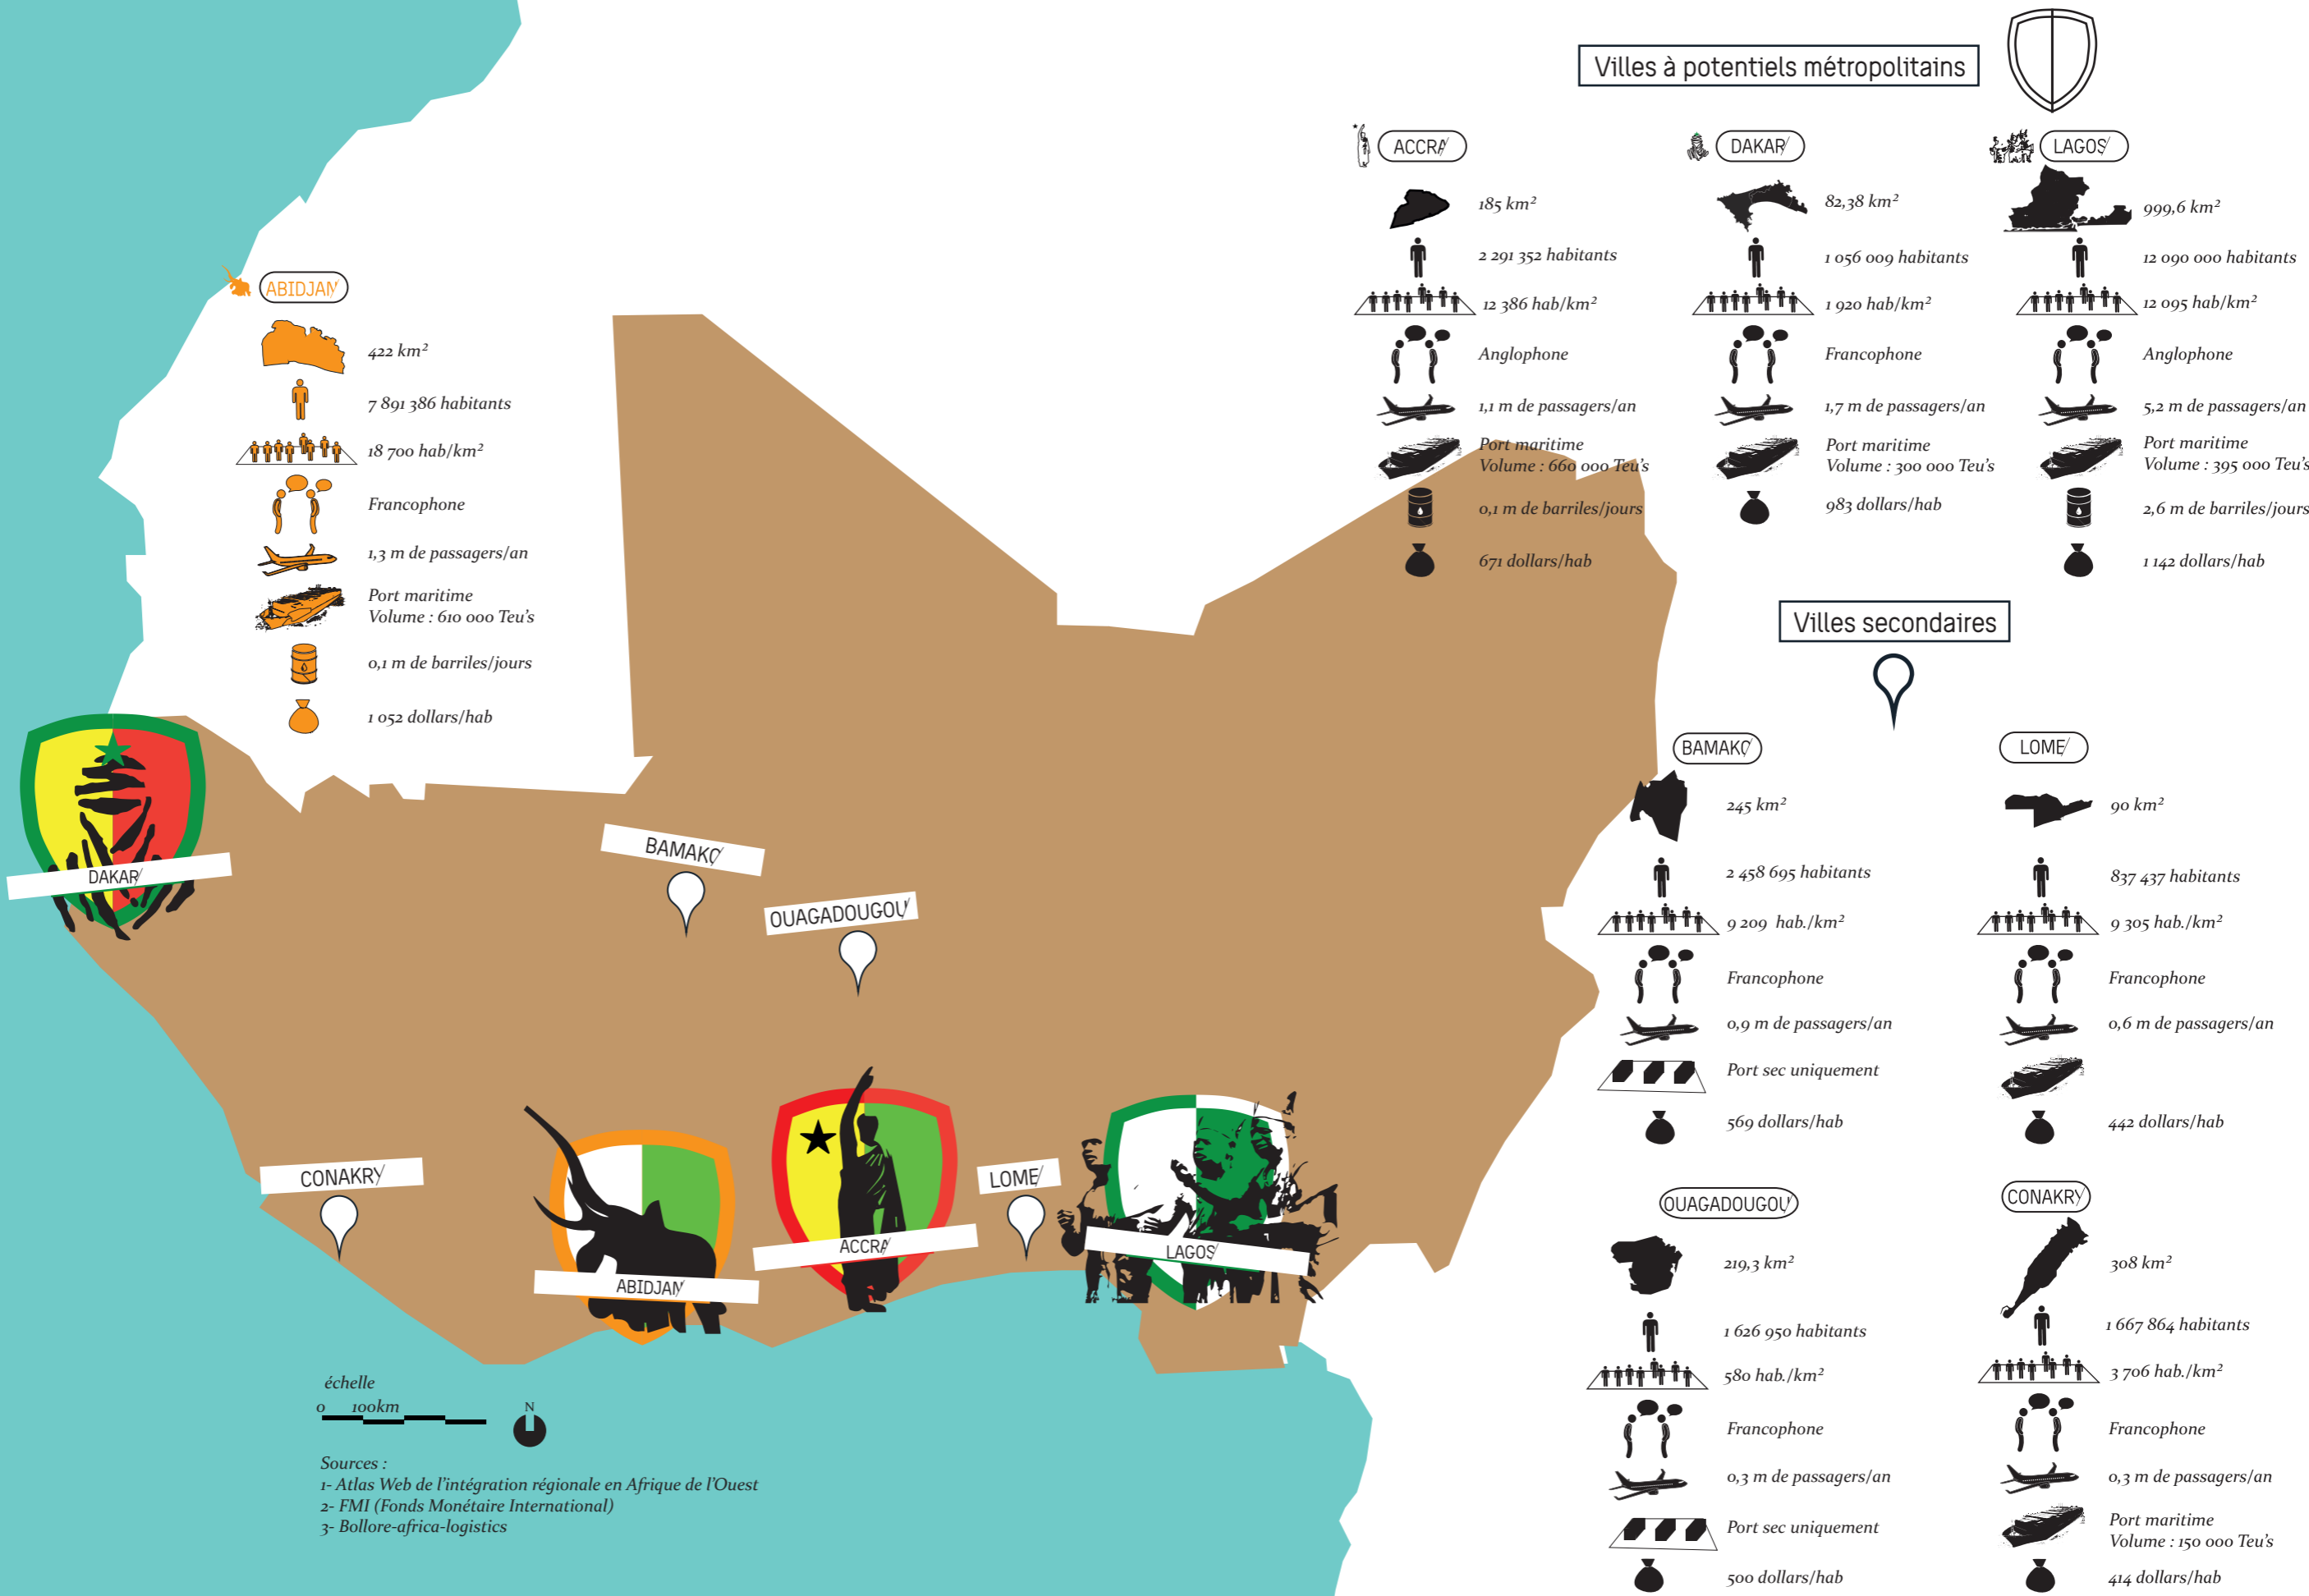 Villes à potentiels métropolitains
ACCRA
185 km²
2 291 352 habitants
12 386 hab/km²
Anglophone
1,1 m de passagers/an
Port maritime
Volume : 660 000 Teu's
0,1 m de barriles/jours
671 dollars/hab
DAKAR
82,38 km²
1 056 009 habitants
1 920 hab/km²
Francophone
1,7 m de passagers/an
Port maritime
Volume : 300 000 Teu's
983 dollars/hab
LAGOS
999,6 km²
12 090 000 habitants
12 095 hab/km²
Anglophone
5,2 m de passagers/an
Port maritime
Volume : 395 000 Teu's
2,6 m de barriles/jours
1 142 dollars/hab
ABIDJAN
422 km²
7 891 386 habitants
18 700 hab/km²
Francophone
1,3 m de passagers/an
Port maritime
Volume : 610 000 Teu's
0,1 m de barriles/jours
1 052 dollars/hab
Villes secondaires
BAMAKO
245 km²
2 458 695 habitants
9 209 hab./km²
Francophone
0,9 m de passagers/an
Port sec uniquement
569 dollars/hab
LOME
90 km²
837 437 habitants
9 305 hab./km²
Francophone
0,6 m de passagers/an
442 dollars/hab
OUAGADOUGOU
219,3 km²
1 626 950 habitants
580 hab./km²
Francophone
0,3 m de passagers/an
Port sec uniquement
500 dollars/hab
CONAKRY
308 km²
1 667 864 habitants
3 706 hab./km²
Francophone
0,3 m de passagers/an
Port maritime
Volume : 150 000 Teu's
414 dollars/hab
DAKAR
BAMAKO
OUAGADOUGOU
CONAKRY
ABIDJAN
ACCRA
LOME
LAGOS
échelle
0 100km
N
Sources :
1- Atlas Web de l'intégration régionale en Afrique de l'Ouest
2- FMI (Fonds Monétaire International)
3- Bollore-africa-logistics